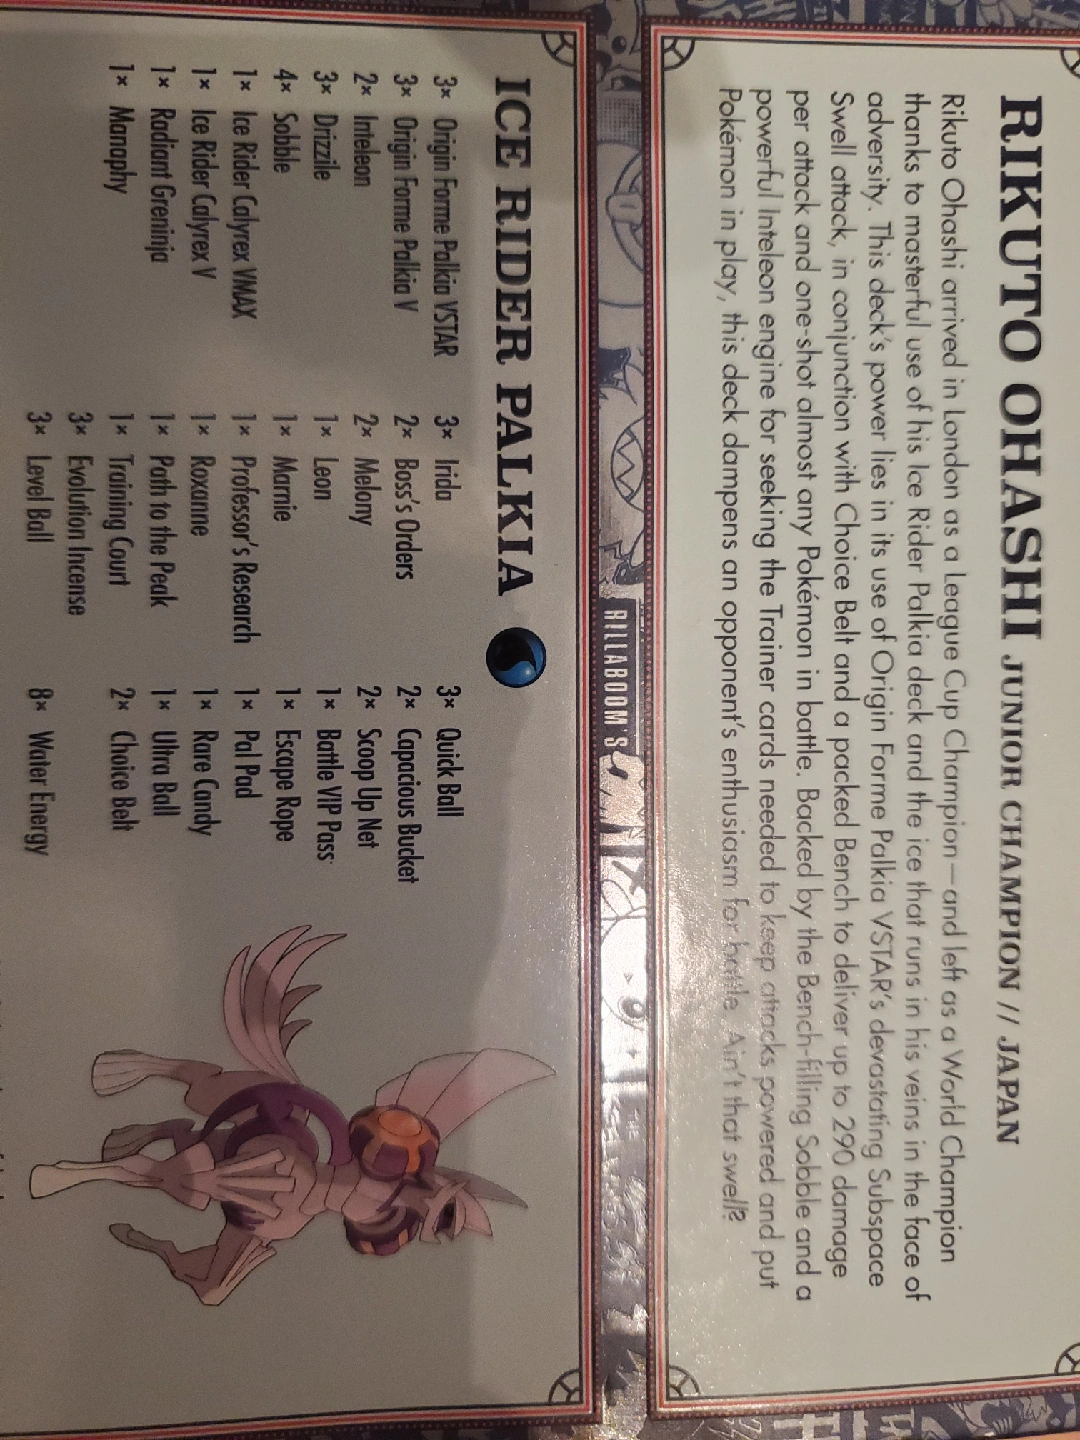 RIKUTO OHASHI JUNIOR CHAMPION // JAPAN
Rikuto Ohashi arrived in London as a League Cup Champion—and left as a World Champion
thanks to masterful use of his Ice Rider Palkia deck and the ice that runs in his veins in the face of
adversity. This deck's power lies in its use of Origin Forme Palkia VSTAR's devastating Subspace
Swell attack, in conjunction with Choice Belt and a packed Bench to deliver up to 290 damage
per attack and one-shot almost any Pokémon in battle. Backed by the Bench-filling Sobble and a
powerful Inteleon engine for seeking the Trainer cards needed to keep attacks powered and put
Pokémon in play, this deck dampens an opponent's enthusiasm for battle. Ain't that swell?
RILLABOOM'S
ICE RIDER PALKIA
3× Origin Forme Palkia VSTAR
3× Origin Forme Palkia V
2× Inteleon
3× Drizzile
4× Sobble
1× Ice Rider Calyrex VMAX
1× Ice Rider Calyrex V
1× Radiant Greninja
1× Manaphy
3× Irida
2× Boss's Orders
2× Melony
1× Leon
1× Marnie
1× Professor's Research
1× Roxanne
1× Path to the Peak
1× Training Court
3× Evolution Incense
3× Level Ball
3× Quick Ball
2× Capacious Bucket
2× Scoop Up Net
1× Battle VIP Pass
1× Escape Rope
1× Pal Pad
1× Rare Candy
1× Ultra Ball
2× Choice Belt
8× Water Energy